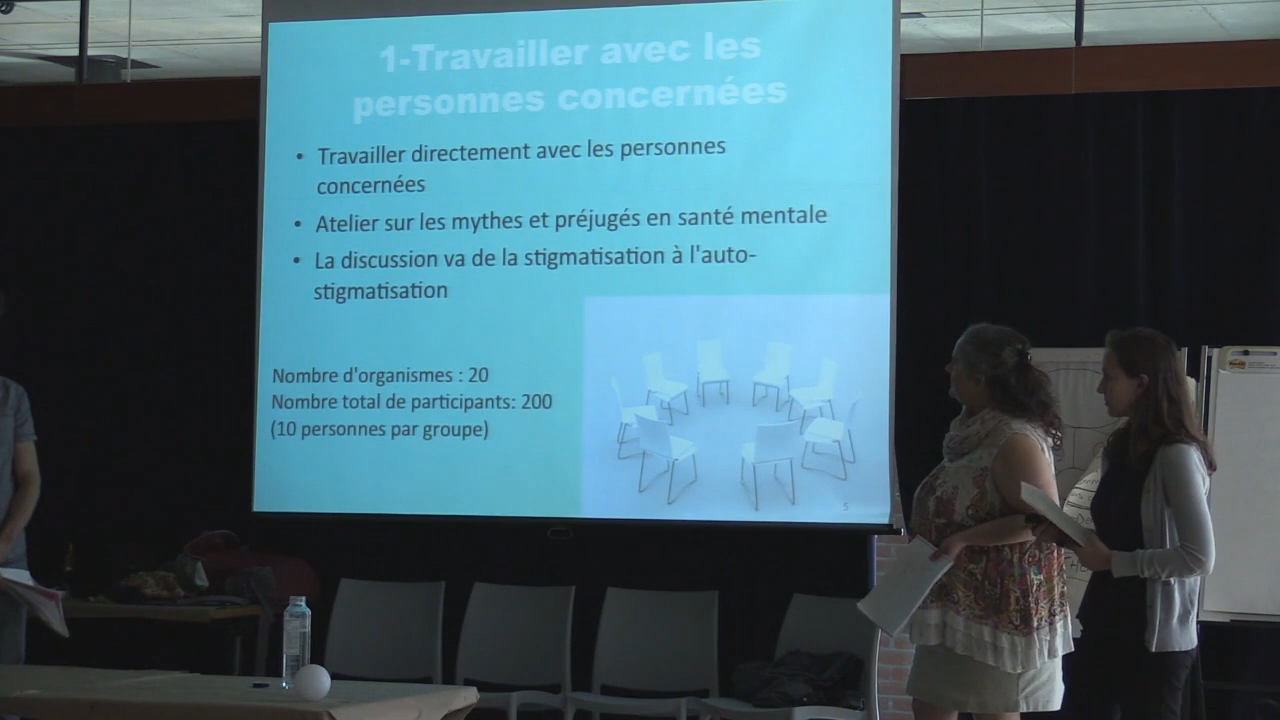 1-Travailler avec les
personnes concernées
• Travailler directement avec les personnes
concernées
• Atelier sur les mythes et préjugés en santé mentale
• La discussion va de la stigmatisation à l'auto-
stigmatisation
Nombre d'organismes : 20
Nombre total de participants: 200
(10 personnes par groupe)
5